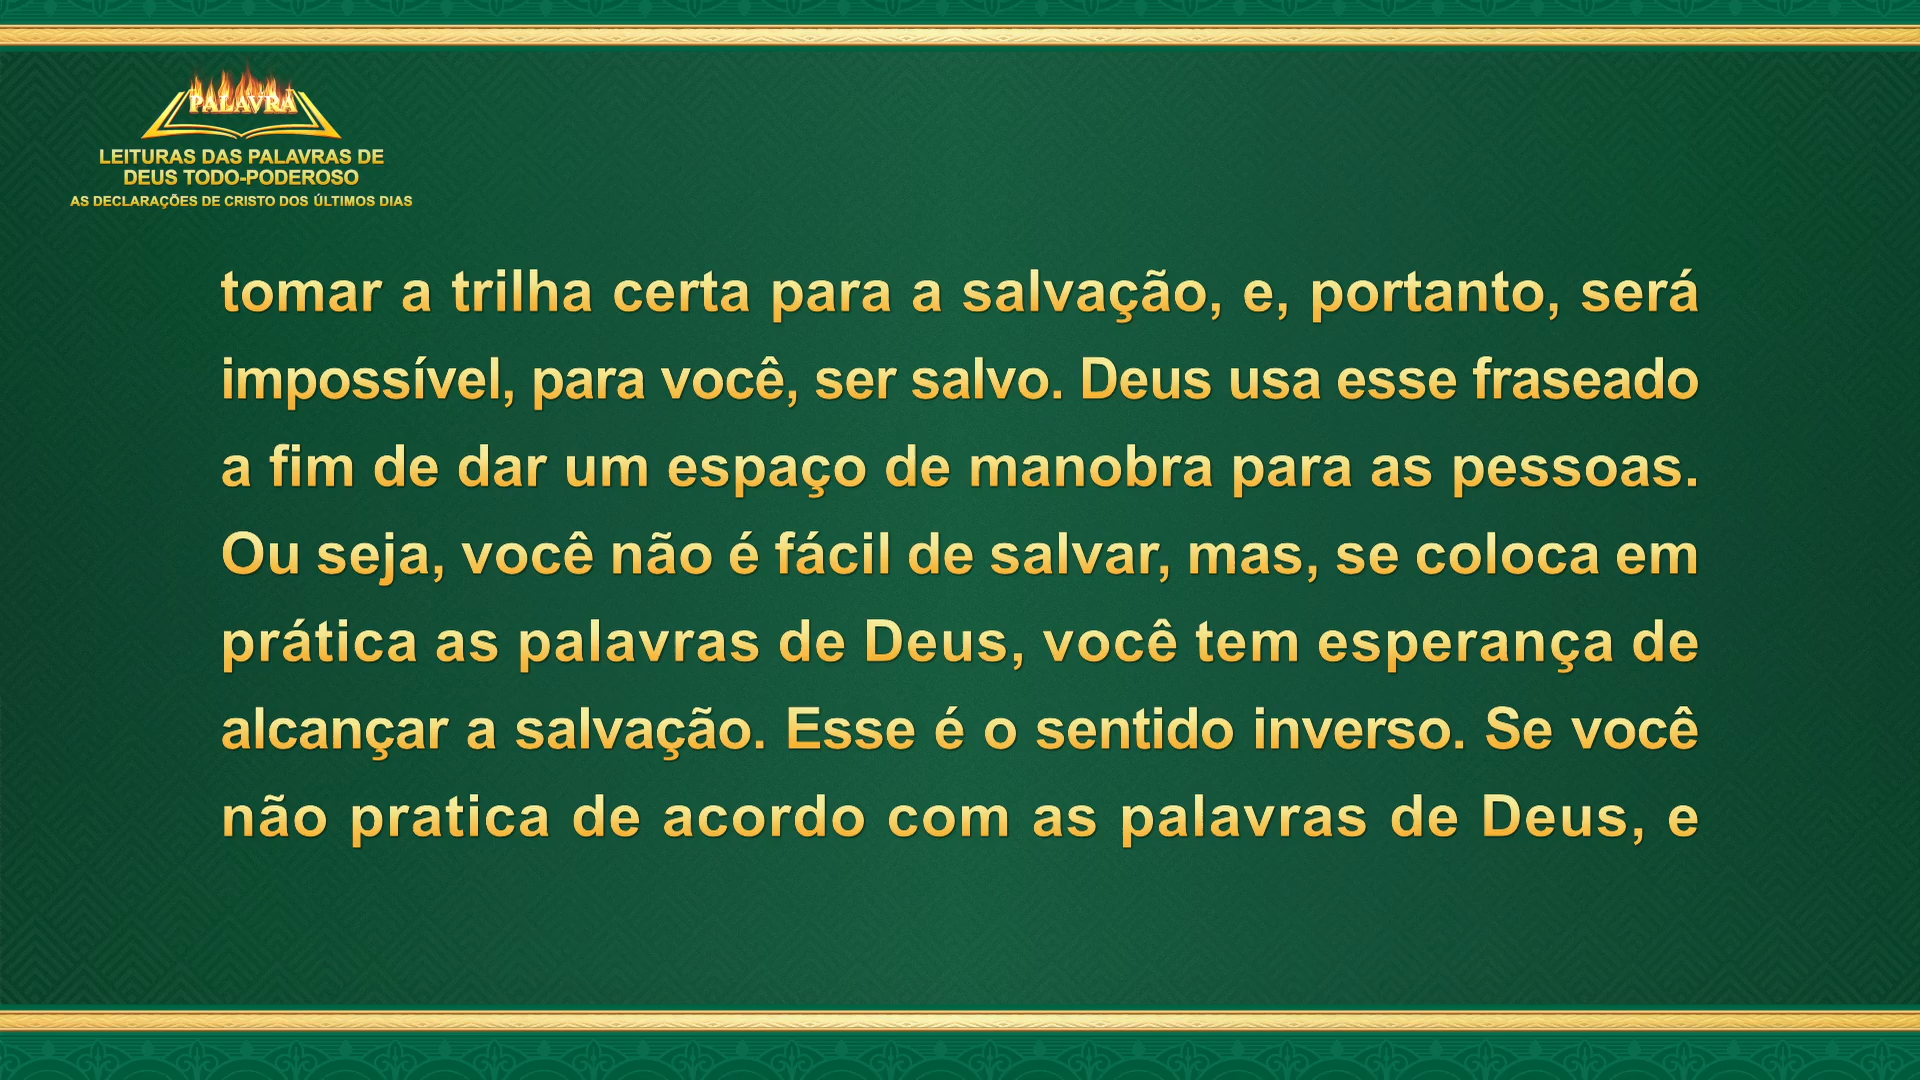 PALAVRA
LEITURAS DAS PALAVRAS DE
DEUS TODO-PODEROSO
AS DECLARAÇÕES DE CRISTO DOS ÚLTIMOS DIAS
tomar a trilha certa para a salvação, e, portanto, será
impossível, para você, ser salvo. Deus usa esse fraseado
a fim de dar um espaço de manobra para as pessoas.
Ou seja, você não é fácil de salvar, mas, se coloca em
prática as palavras de Deus, você tem esperança de
alcançar a salvação. Esse é o sentido inverso. Se você
não pratica de acordo com as palavras de Deus, e